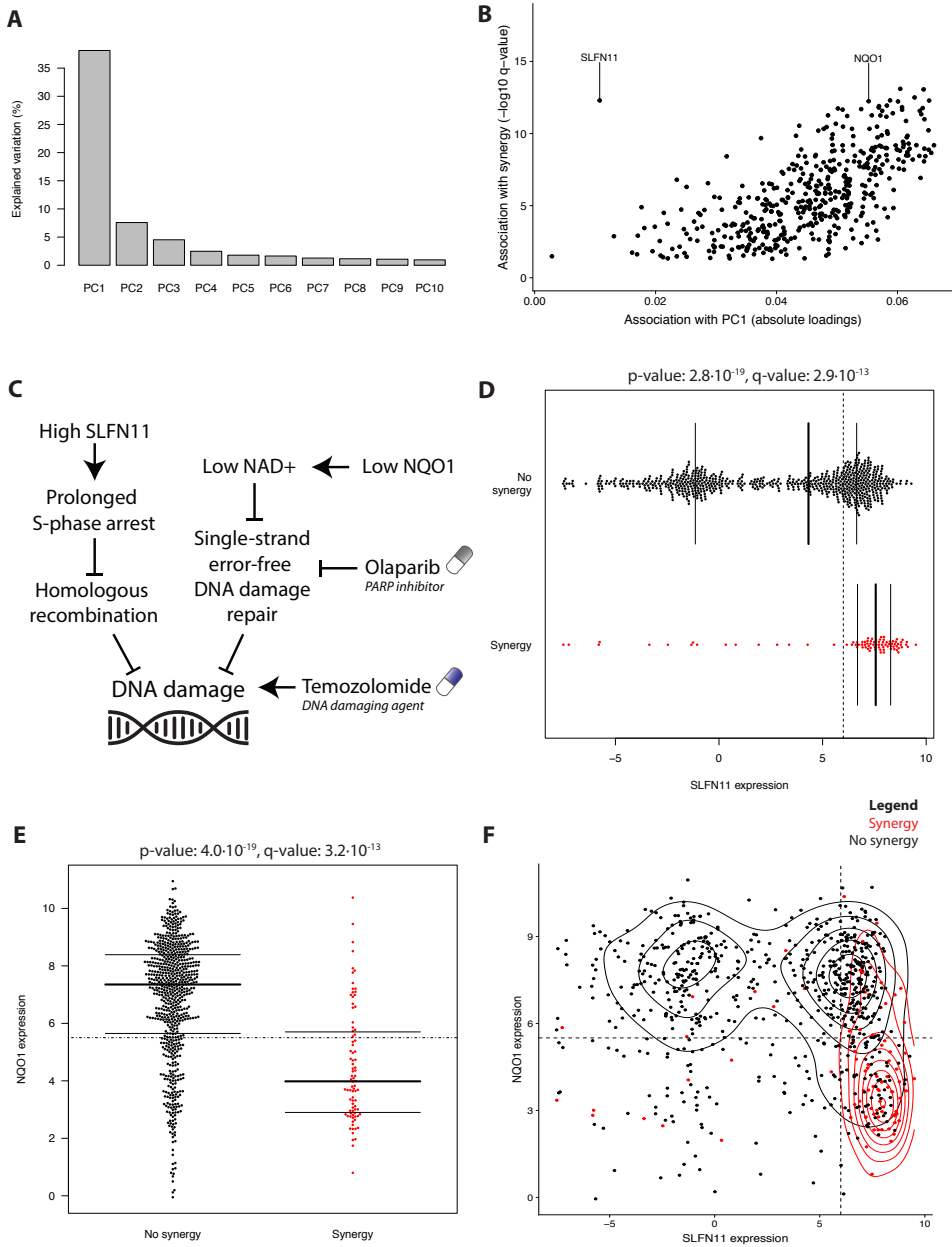 A
Explained variation (%)
35
30
25
20
15
10
5
0
PC1 PC2 PC3 PC4 PC5 PC6 PC7 PC8 PC9 PC10
B
Association with synergy (−log10 q−value)
15
10
5
0
SLFN11
NQO1
0.00 0.02 0.04 0.06
Association with PC1 (absolute loadings)
C
High SLFN11
Prolonged
S-phase arrest
Homologous
recombination
Low NAD+
Low NQO1
Single-strand
error-free
DNA damage
repair
Olaparib
PARP inhibitor
DNA damage
Temozolomide
DNA damaging agent
D
p-value: 2.8·10⁻¹⁹, q-value: 2.9·10⁻¹³
No
synergy
Synergy
−5 0 5 10
SLFN11 expression
E
p-value: 4.0·10⁻¹⁹, q-value: 3.2·10⁻¹³
NQO1 expression
10
8
6
4
2
0
No synergy Synergy
Legend
Synergy
No synergy
F
NQO1 expression
9
6
3
0
−5 0 5 10
SLFN11 expression